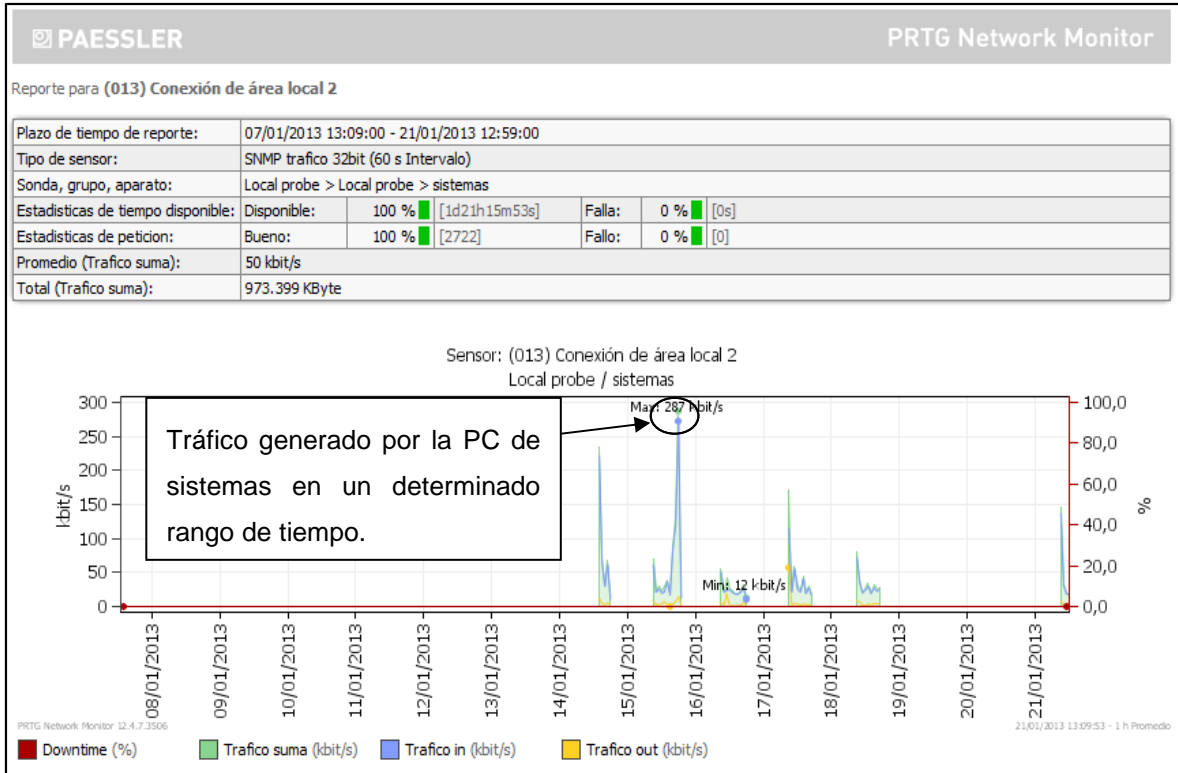 PAESSLER
PRTG Network Monitor
Reporte para (013) Conexión de área local 2
Plazo de tiempo de reporte: 07/01/2013 13:09:00 - 21/01/2013 12:59:00
Tipo de sensor: SNMP trafico 32bit (60 s Intervalo)
Sonda, grupo, aparato: Local probe > Local probe > sistemas
Estadisticas de tiempo disponible: Disponible: 100 % [1d21h15m53s] Falla: 0 % [0s]
Estadisticas de peticion: Bueno: 100 % [2722] Fallo: 0 % [0]
Promedio (Trafico suma): 50 kbit/s
Total (Trafico suma): 973.399 KByte
Sensor: (013) Conexión de área local 2
Local probe / sistemas
Tráfico generado por la PC de
sistemas en un determinado
rango de tiempo.
Max: 287 kbit/s
Min: 12 kbit/s
kbit/s
300
250
200
150
100
50
0
100,0
80,0
60,0
40,0
20,0
0,0
%
08/01/2013
09/01/2013
10/01/2013
11/01/2013
12/01/2013
13/01/2013
14/01/2013
15/01/2013
16/01/2013
17/01/2013
18/01/2013
19/01/2013
20/01/2013
21/01/2013
PRTG Network Monitor 12.4.7.3506
21/01/2013 13:09:53 - 1 h Promedio
Downtime (%) Trafico suma (kbit/s) Trafico in (kbit/s) Trafico out (kbit/s)